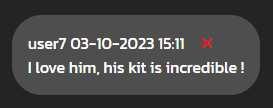 user7 03-10-2023 15:11 ✕
I love him, his kit is incredible !